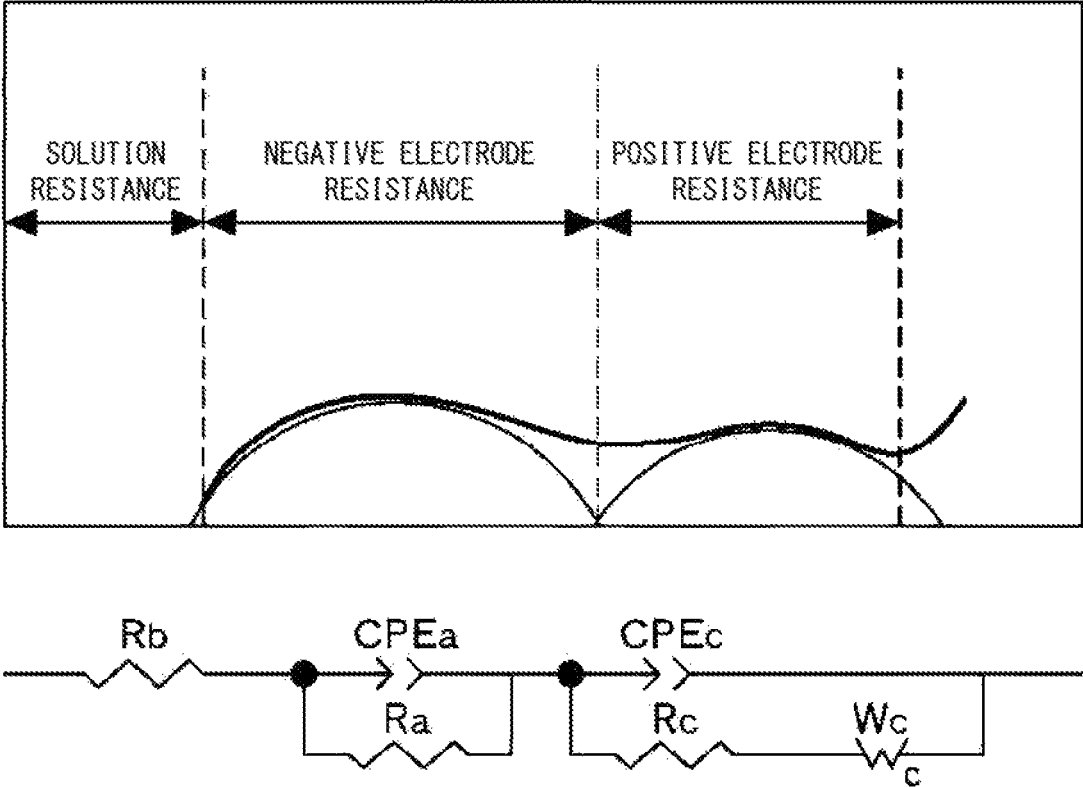 SOLUTION
RESISTANCE
NEGATIVE ELECTRODE
RESISTANCE
POSITIVE ELECTRODE
RESISTANCE
Rb
CPEa
CPEc
Ra
Rc
Wc
c